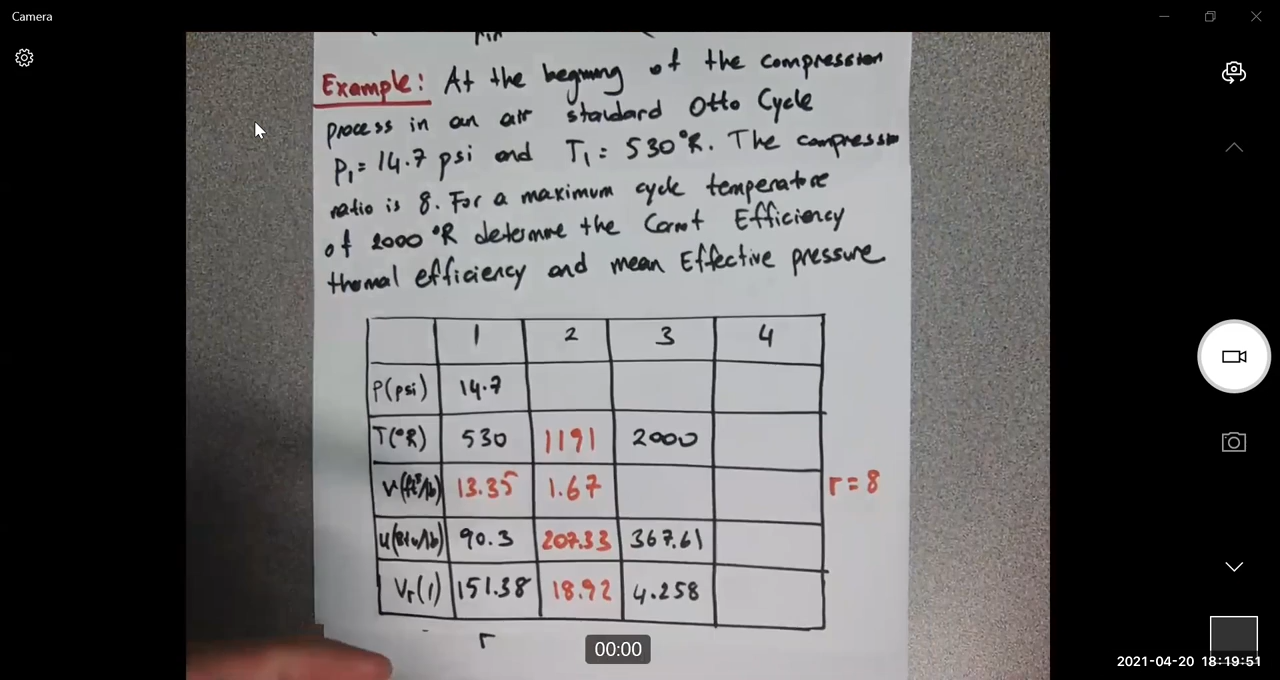 Camera
Example: At the begining of the compression
process in an air standard Otto Cycle
P1 = 14.7 psi and T1 = 530 °R. The compression
ratio is 8. For a maximum cycle temperature
of 2000 °R determine the Carnot Efficiency
thermal efficiency and mean Effective pressure
1 2 3 4
P(psi) 14.7
T(°R) 530 1191 2000
v(ft³/lb) 13.35 1.67
r = 8
u(Btu/lb) 90.3 207.33 367.61
Vr(1) 151.38 18.92 4.258
r
00:00
2021-04-20 18:19:51